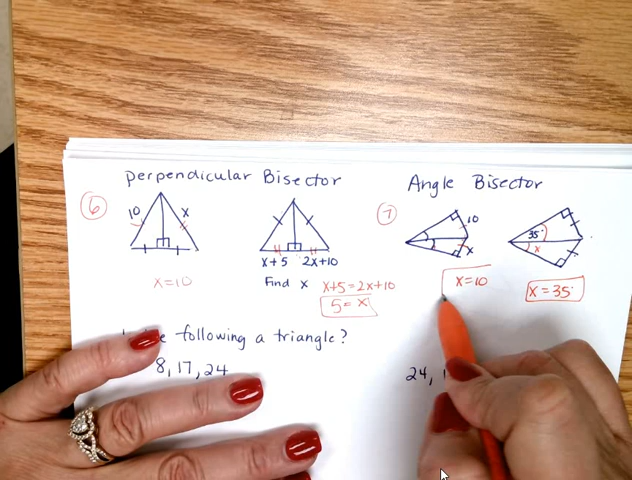 Perpendicular Bisector
Angle Bisector
6
10
x
x+5
2x+10
7
10
x
35°
x
x=10
Find x
x+5=2x+10
5=x
x=10
x=35°
following a triangle?
8, 17, 24
24,